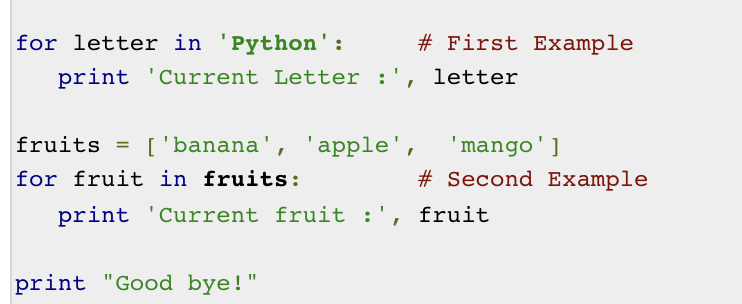 for letter in 'Python':     # First Example
   print 'Current Letter :', letter

fruits = ['banana', 'apple',  'mango']
for fruit in fruits:        # Second Example
   print 'Current fruit :', fruit

print "Good bye!"